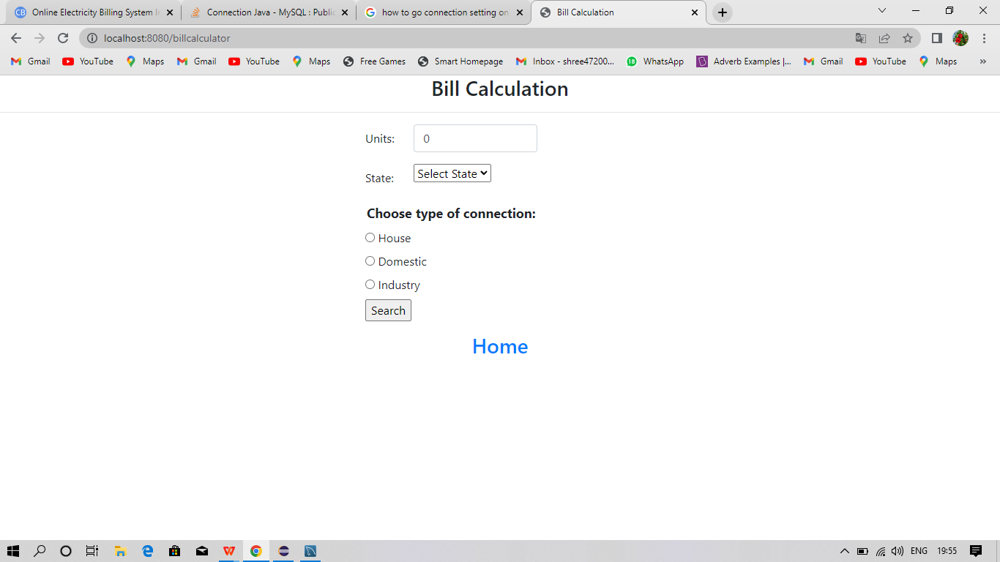 Online Electricity Billing System I
Connection Java - MySQL : Public
how to go connection setting on
Bill Calculation
localhost:8080/billcalculator
Gmail YouTube Maps Gmail YouTube Maps Free Games Smart Homepage Inbox - shree47200... 18 WhatsApp Adverb Examples |... Gmail YouTube Maps »
Bill Calculation
Units: 0
State: Select State
Choose type of connection:
House
Domestic
Industry
Search
Home
ENG 19:55